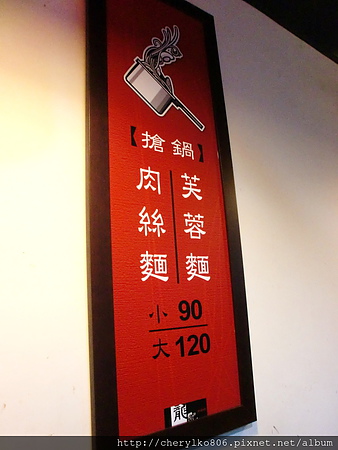 【搶鍋】
芙蓉麵
肉絲麵
小 90
大 120
龍
http://cherylko806.pixnet.net/album